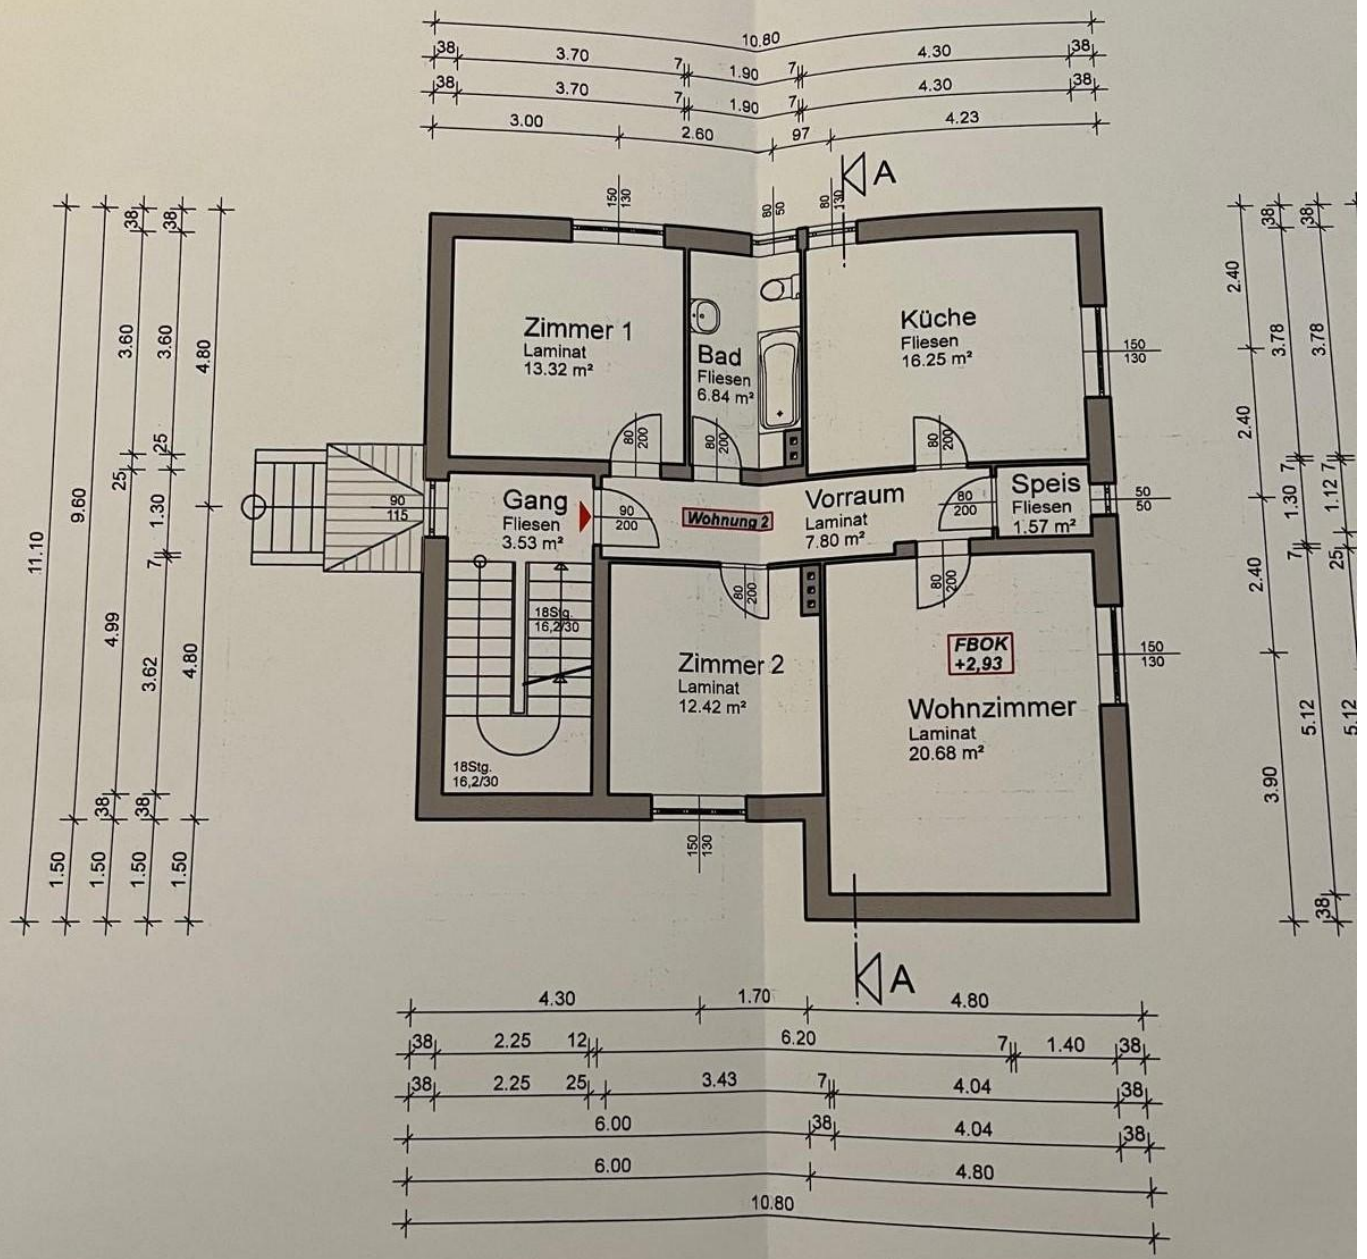 10.80
38 3.70 7 1.90 7 4.30 38
38 3.70 7 1.90 7 4.30 38
3.00 2.60 97 4.23
A
150 130
80 50
80 130
Zimmer 1
Laminat
13.32 m²
Bad
Fliesen
6.84 m²
Küche
Fliesen
16.25 m²
150
130
80 200
80 200
80 200
90
115
Gang
Fliesen
3.53 m²
90
200
Wohnung 2
Vorraum
Laminat
7.80 m²
80
200
Speis
Fliesen
1.57 m²
50
50
80 200
80 200
18Stg.
16,2/30
FBOK
+2,93
150
130
Zimmer 2
Laminat
12.42 m²
Wohnzimmer
Laminat
20.68 m²
18Stg.
16,2/30
150 130
A
11.10
9.60 1.50
38 3.60 25 4.99 38 1.50
38 3.60 25 1.30 7 3.62 38 1.50
4.80 4.80 1.50
2.40 2.40 2.40 3.90
38 3.78 7 1.30 7 5.12
38 3.78 7 1.12 25 5.12 38
4.30 1.70 4.80
38 2.25 12 6.20 7 1.40 38
38 2.25 25 3.43 7 4.04 38
6.00 38 4.04 38
6.00 4.80
10.80